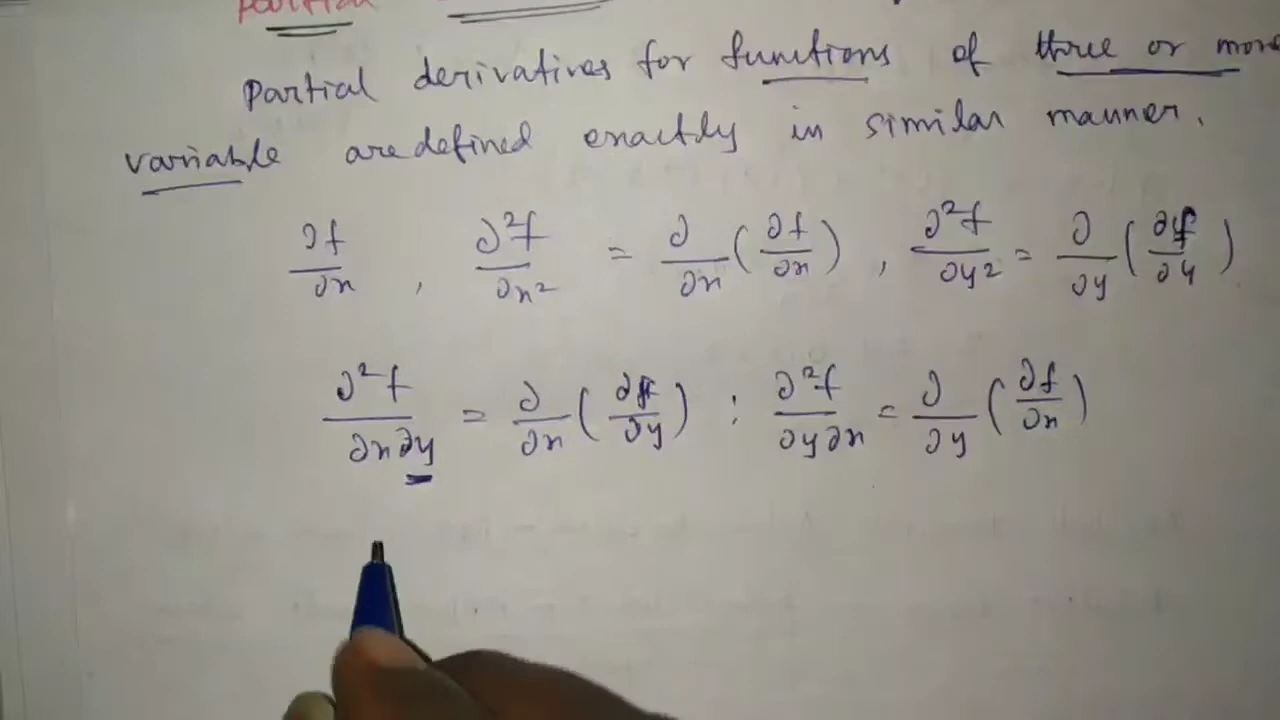 Partial
Partial derivatives for functions of three or more
variable are defined exactly in similar manner.
∂f/∂x , ∂²f/∂x² = ∂/∂x (∂f/∂x) , ∂²f/∂y² = ∂/∂y (∂f/∂y)
∂²f/∂x∂y = ∂/∂x (∂f/∂y) ; ∂²f/∂y∂x = ∂/∂y (∂f/∂x)